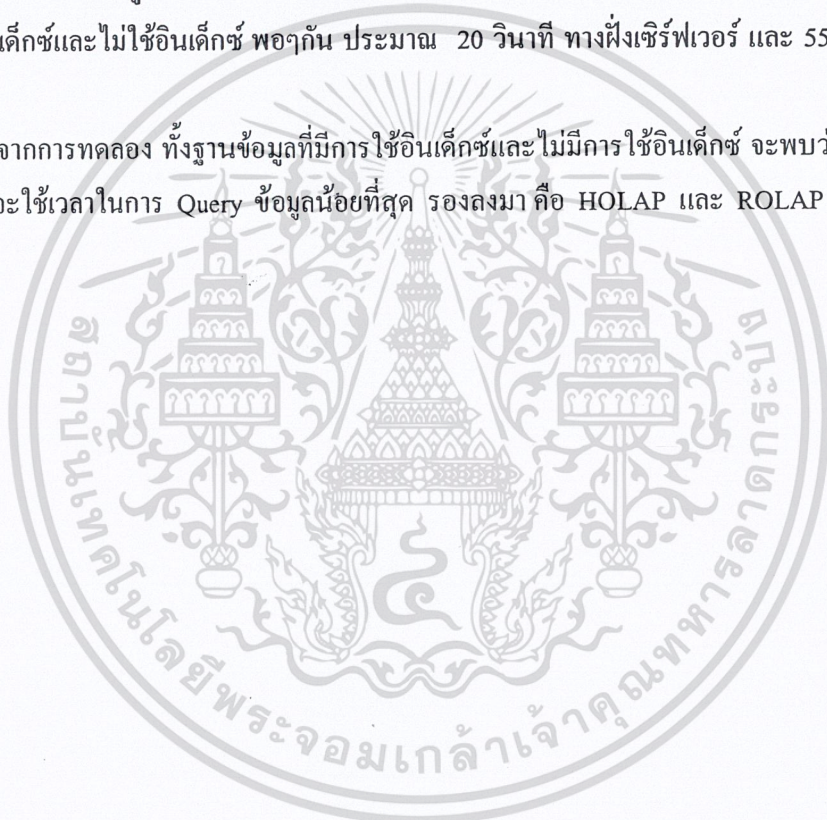 นเด็กซ์และไม่ใช้อินเด็กซ์ พอๆกัน ประมาณ 20 วินาที ทางฝั่งเซิร์ฟเวอร์ และ 55
จากการทดลอง ทั้งฐานข้อมูลที่มีการใช้อินเด็กซ์และไม่มีการใช้อินเด็กซ์ จะพบว่
จะใช้เวลาในการ Query ข้อมูลน้อยที่สุด รองลงมา คือ HOLAP และ ROLAP
สถาบันเทคโนโลยีพระจอมเกล้าเจ้าคุณทหารลาดกระบัง